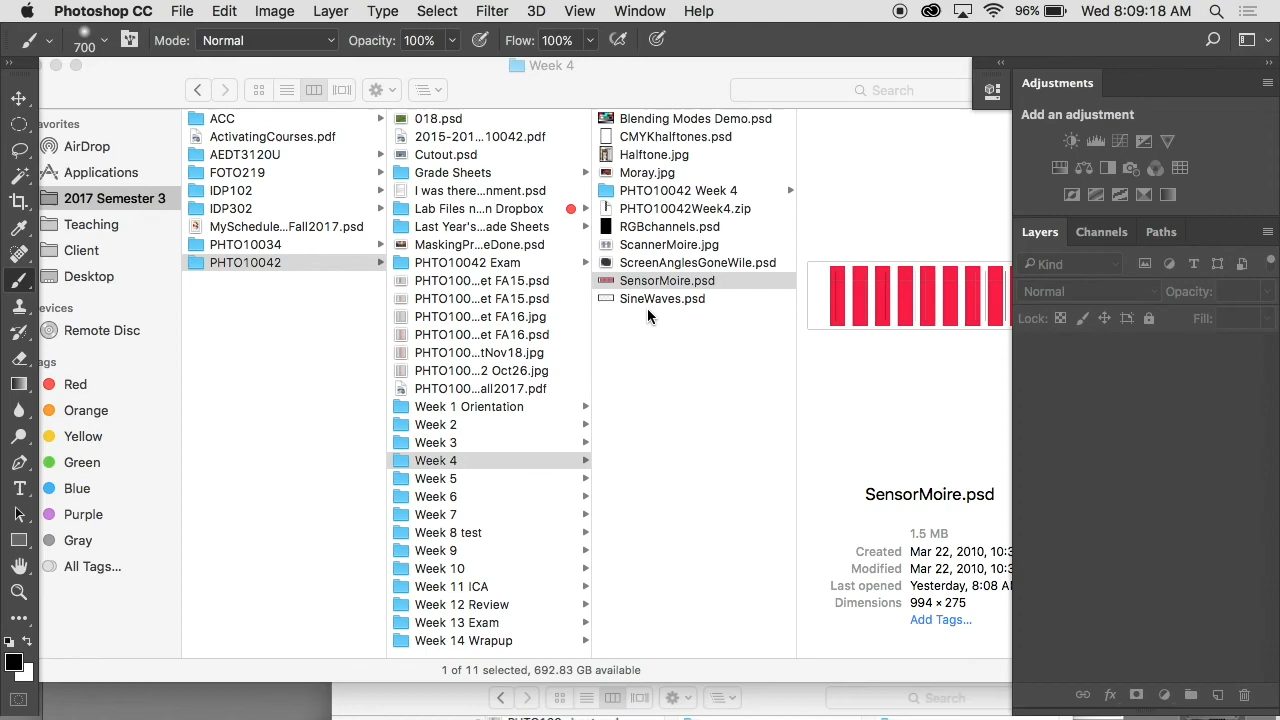 Photoshop CC File Edit Image Layer Type Select Filter 3D View Window Help 96% Wed 8:09:18 AM
700 Mode: Normal Opacity: 100% Flow: 100%
Week 4
Search
avorites
AirDrop
Applications
2017 Semester 3
Teaching
Client
Desktop
evices
Remote Disc
ags
Red
Orange
Yellow
Green
Blue
Purple
Gray
All Tags...
ACC
ActivatingCourses.pdf
AEDT3120U
FOTO219
IDP102
IDP302
MySchedule...Fall2017.psd
PHTO10034
PHTO10042
018.psd
2015-201...10042.pdf
Cutout.psd
Grade Sheets
I was there...nment.psd
Lab Files n...n Dropbox
Last Year's...ade Sheets
MaskingPr...eDone.psd
PHTO10042 Exam
PHTO100...et FA15.psd
PHTO100...et FA15.psd
PHTO100...et FA16.jpg
PHTO100...et FA16.psd
PHTO100...tNov18.jpg
PHTO100...2 Oct26.jpg
PHTO100...all2017.pdf
Week 1 Orientation
Week 2
Week 3
Week 4
Week 5
Week 6
Week 7
Week 8 test
Week 9
Week 10
Week 11 ICA
Week 12 Review
Week 13 Exam
Week 14 Wrapup
Blending Modes Demo.psd
CMYKhalftones.psd
Halftone.jpg
Moray.jpg
PHTO10042 Week 4
PHTO10042Week4.zip
RGBchannels.psd
ScannerMoire.jpg
ScreenAnglesGoneWile.psd
SensorMoire.psd
SineWaves.psd
SensorMoire.psd
1.5 MB
Created Mar 22, 2010, 10:3
Modified Mar 22, 2010, 10:3
Last opened Yesterday, 8:08 A
Dimensions 994 × 275
Add Tags...
1 of 11 selected, 692.83 GB available
Search
Adjustments
Add an adjustment
Layers Channels Paths
Kind
Normal Opacity:
Lock: Fill: